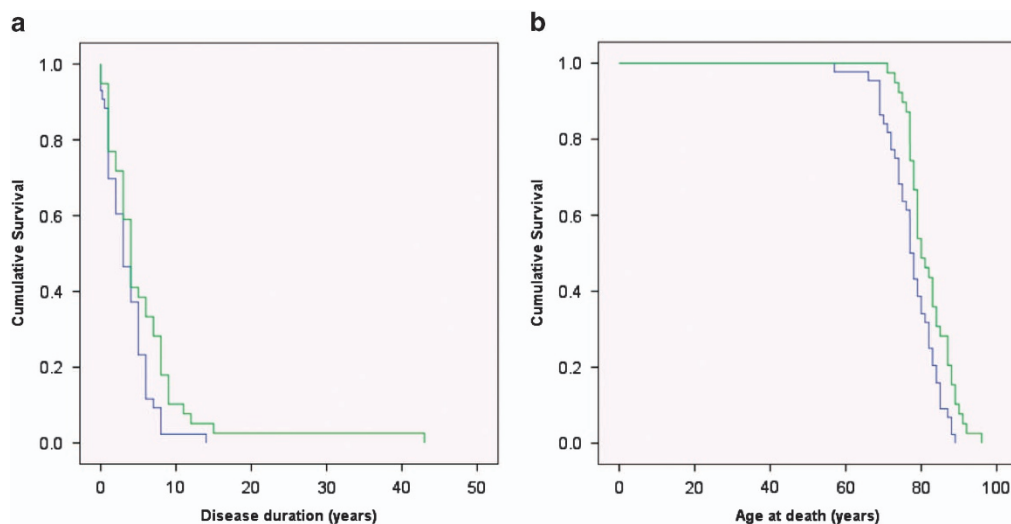 a
1.0
0.8
0.6
0.4
0.2
0.0
Cumulative Survival
0 10 20 30 40 50
Disease duration (years)
b
1.0
0.8
0.6
0.4
0.2
0.0
Cumulative Survival
0 20 40 60 80 100
Age at death (years)